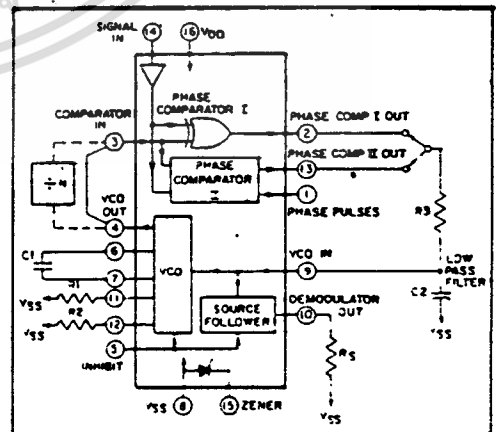 SIGNAL IN 14
16 VDD
PHASE COMPARATOR I
COMPARATOR IN 3
2 PHASE COMP I OUT
PHASE COMPARATOR II
13 PHASE COMP II OUT
1 PHASE PULSES
÷ N
VCO OUT 4
R3
C1
6
7
VCO
VCO IN 9
LOW PASS FILTER
VSS R1 11
VSS R2 12
SOURCE FOLLOWER
DEMODULATOR OUT 10
C2
VSS
INHIBIT 5
RS
VSS
VSS 8
15 ZENER